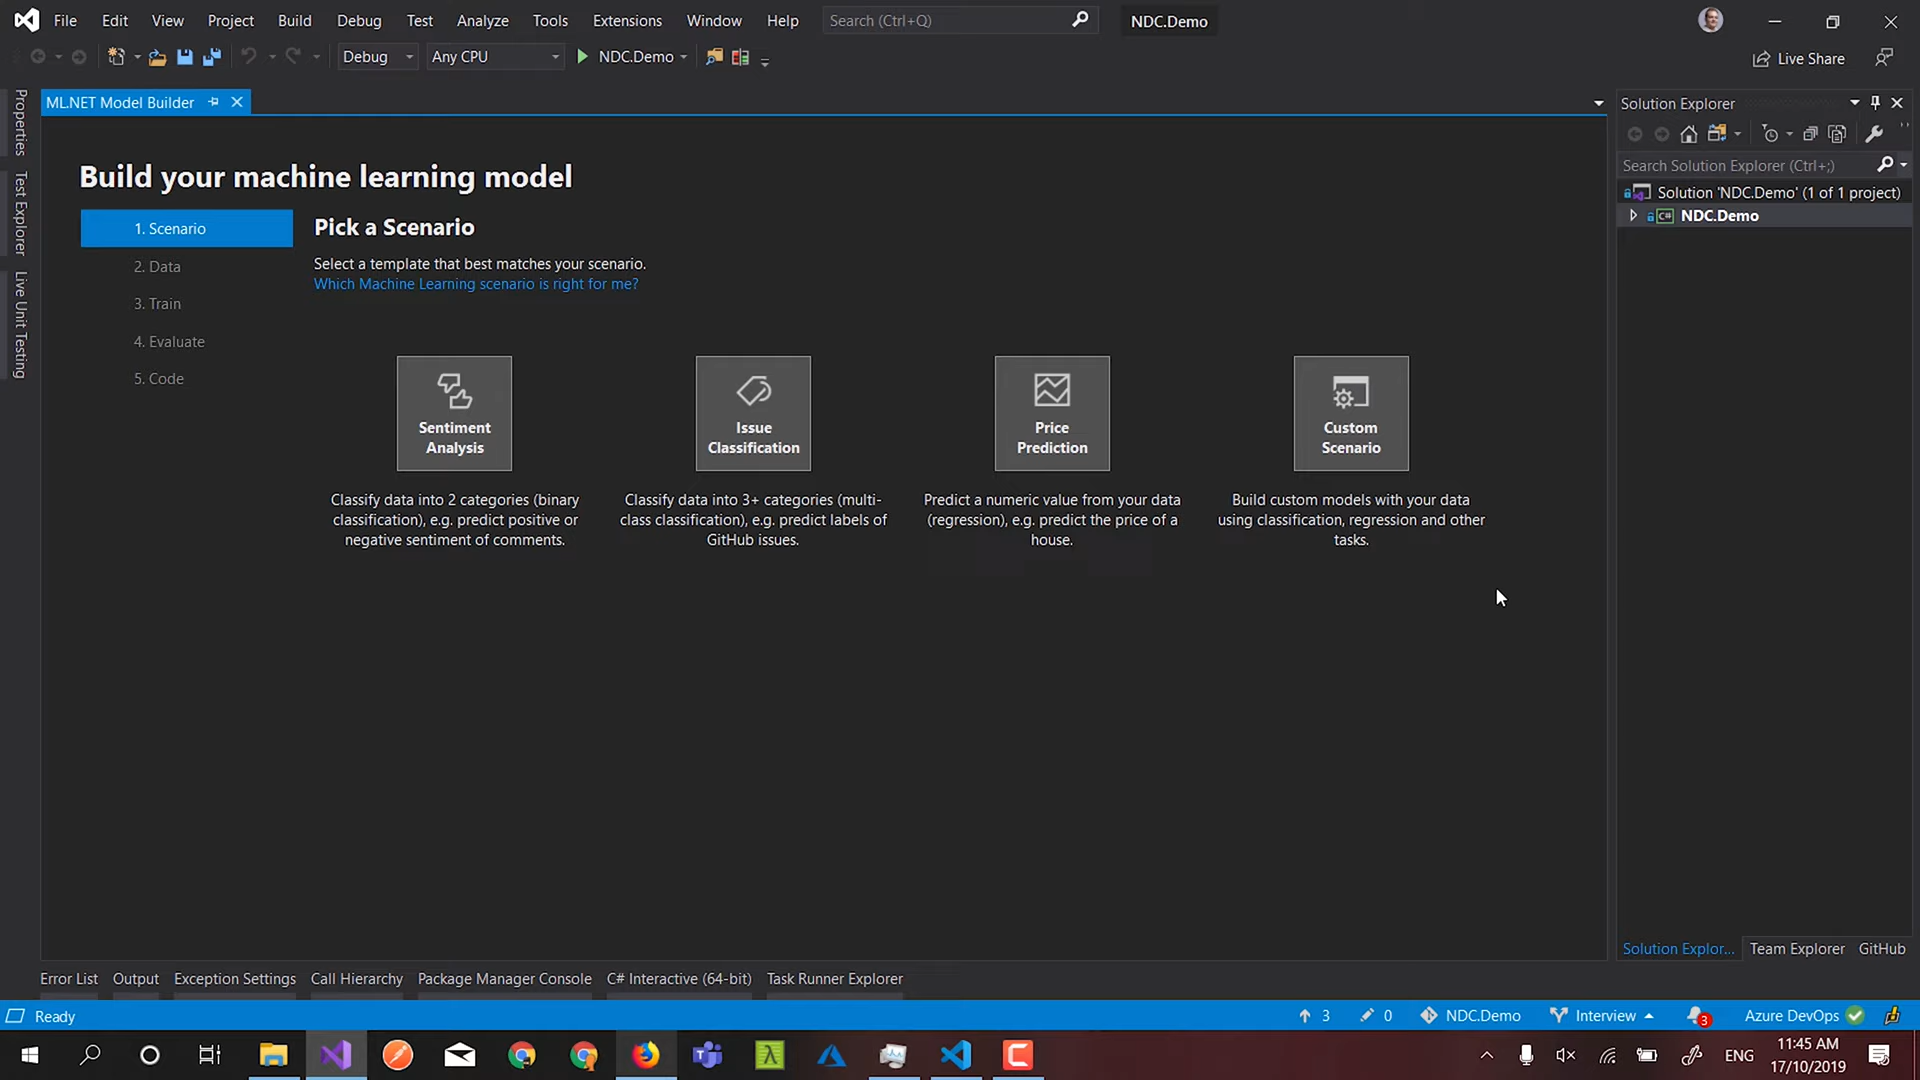 File Edit View Project Build Debug Test Analyze Tools Extensions Window Help Search (Ctrl+Q) NDC.Demo
Debug Any CPU NDC.Demo Live Share
Properties
Test Explorer
Live Unit Testing
ML.NET Model Builder
Build your machine learning model
1. Scenario
2. Data
3. Train
4. Evaluate
5. Code
Pick a Scenario
Select a template that best matches your scenario.
Which Machine Learning scenario is right for me?
Sentiment
Analysis
Classify data into 2 categories (binary
classification), e.g. predict positive or
negative sentiment of comments.
Issue
Classification
Classify data into 3+ categories (multi-
class classification), e.g. predict labels of
GitHub issues.
Price
Prediction
Predict a numeric value from your data
(regression), e.g. predict the price of a
house.
Custom
Scenario
Build custom models with your data
using classification, regression and other
tasks.
Solution Explorer
Search Solution Explorer (Ctrl+;)
Solution 'NDC.Demo' (1 of 1 project)
C# NDC.Demo
Solution Explor... Team Explorer GitHub
Error List Output Exception Settings Call Hierarchy Package Manager Console C# Interactive (64-bit) Task Runner Explorer
Ready 3 0 NDC.Demo Interview 3 Azure DevOps
ENG
11:45 AM
17/10/2019